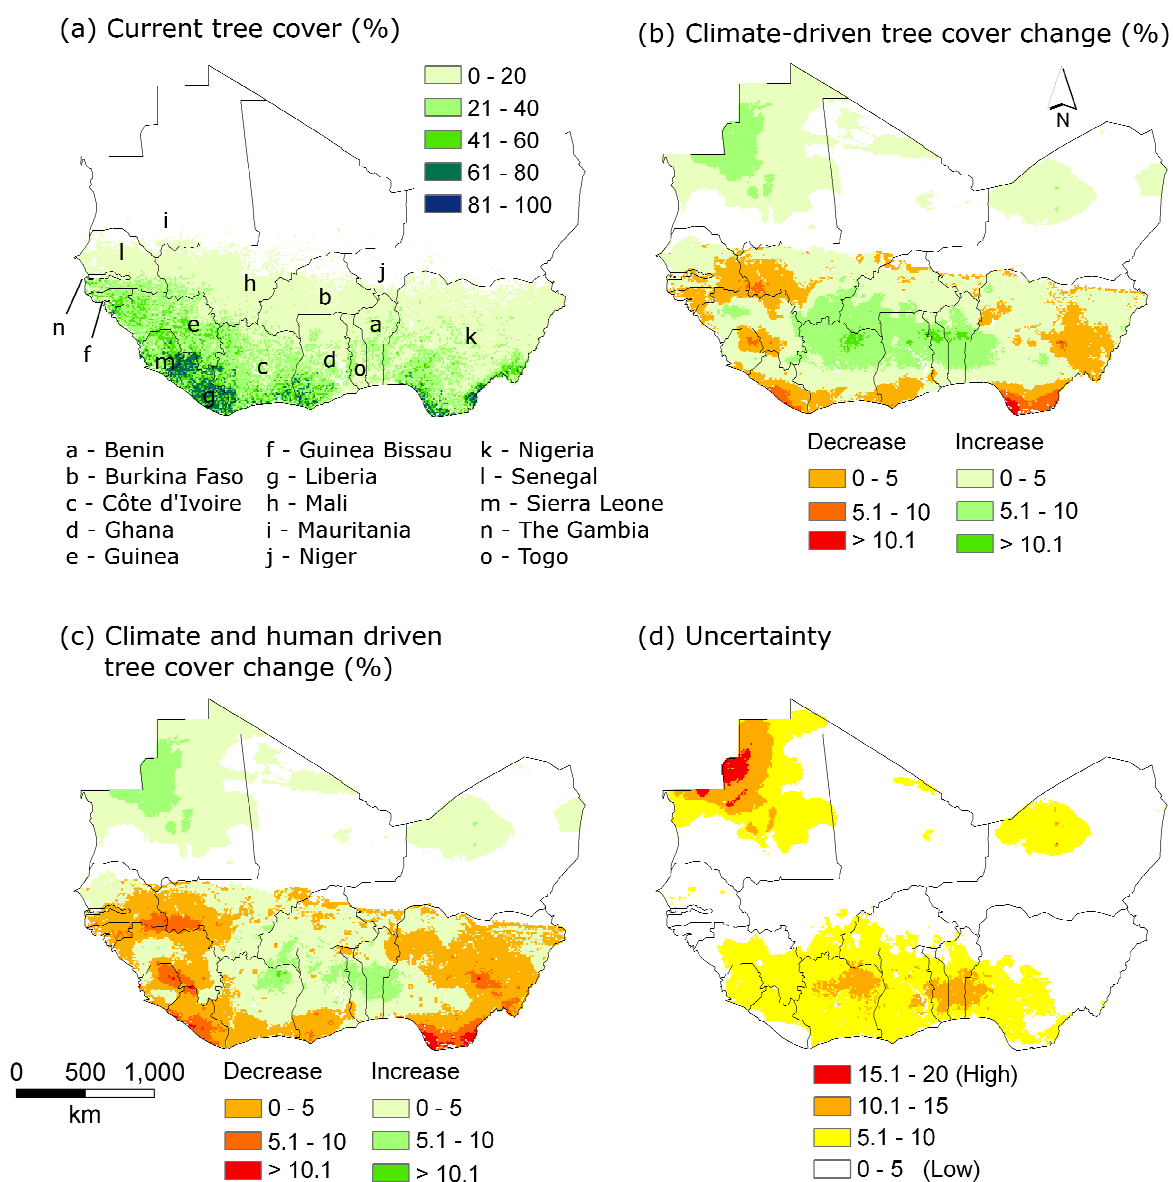 (a) Current tree cover (%)
0 - 20
21 - 40
41 - 60
61 - 80
81 - 100
i
l
h
j
b
n
e
a
k
f
m
c
d
o
g
a - Benin
b - Burkina Faso
c - Côte d'Ivoire
d - Ghana
e - Guinea
f - Guinea Bissau
g - Liberia
h - Mali
i - Mauritania
j - Niger
k - Nigeria
l - Senegal
m - Sierra Leone
n - The Gambia
o - Togo
(b) Climate-driven tree cover change (%)
N
Decrease
0 - 5
5.1 - 10
> 10.1
Increase
0 - 5
5.1 - 10
> 10.1
(c) Climate and human driven
tree cover change (%)
0 500 1,000
km
Decrease
0 - 5
5.1 - 10
> 10.1
Increase
0 - 5
5.1 - 10
> 10.1
(d) Uncertainty
15.1 - 20 (High)
10.1 - 15
5.1 - 10
0 - 5 (Low)